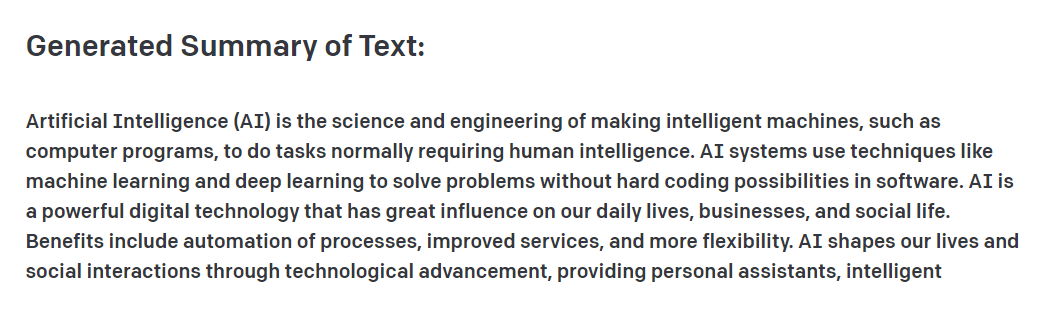 Generated Summary of Text:
Artificial Intelligence (AI) is the science and engineering of making intelligent machines, such as
computer programs, to do tasks normally requiring human intelligence. AI systems use techniques like
machine learning and deep learning to solve problems without hard coding possibilities in software. AI is
a powerful digital technology that has great influence on our daily lives, businesses, and social life.
Benefits include automation of processes, improved services, and more flexibility. AI shapes our lives and
social interactions through technological advancement, providing personal assistants, intelligent